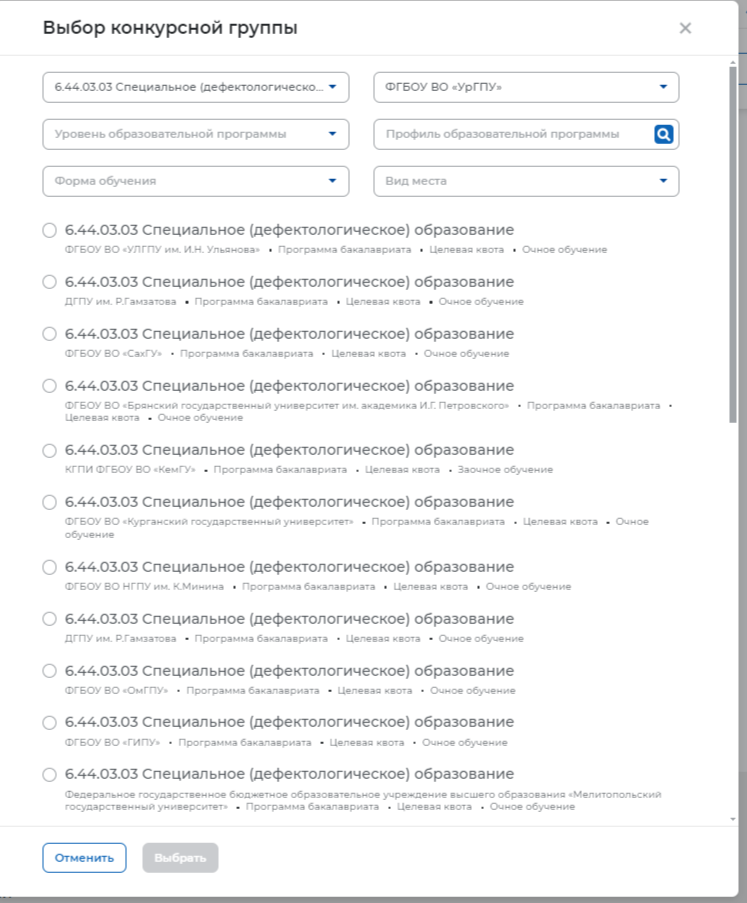 Выбор конкурсной группы
6.44.03.03 Специальное (дефектологическо...
ФГБОУ ВО «УрГПУ»
Уровень образовательной программы
Профиль образовательной программы
Форма обучения
Вид места
6.44.03.03 Специальное (дефектологическое) образование
ФГБОУ ВО «УЛГПУ им. И.Н. Ульянова» • Программа бакалавриата • Целевая квота • Очное обучение
6.44.03.03 Специальное (дефектологическое) образование
ДГПУ им. Р.Гамзатова • Программа бакалавриата • Целевая квота • Очное обучение
6.44.03.03 Специальное (дефектологическое) образование
ФГБОУ ВО «СахГУ» • Программа бакалавриата • Целевая квота • Очное обучение
6.44.03.03 Специальное (дефектологическое) образование
ФГБОУ ВО «Брянский государственный университет им. академика И.Г. Петровского» • Программа бакалавриата •
Целевая квота • Очное обучение
6.44.03.03 Специальное (дефектологическое) образование
КГПИ ФГБОУ ВО «КемГУ» • Программа бакалавриата • Целевая квота • Заочное обучение
6.44.03.03 Специальное (дефектологическое) образование
ФГБОУ ВО «Курганский государственный университет» • Программа бакалавриата • Целевая квота • Очное
обучение
6.44.03.03 Специальное (дефектологическое) образование
ФГБОУ ВО НГПУ им. К.Минина • Программа бакалавриата • Целевая квота • Очное обучение
6.44.03.03 Специальное (дефектологическое) образование
ДГПУ им. Р.Гамзатова • Программа бакалавриата • Целевая квота • Очное обучение
6.44.03.03 Специальное (дефектологическое) образование
ФГБОУ ВО «ОмГПУ» • Программа бакалавриата • Целевая квота • Очное обучение
6.44.03.03 Специальное (дефектологическое) образование
ФГБОУ ВО «ГИПУ» • Программа бакалавриата • Целевая квота • Очное обучение
6.44.03.03 Специальное (дефектологическое) образование
Федеральное государственное бюджетное образовательное учреждение высшего образования «Мелитопольский
государственный университет» • Программа бакалавриата • Целевая квота • Очное обучение
Отменить
Выбрать